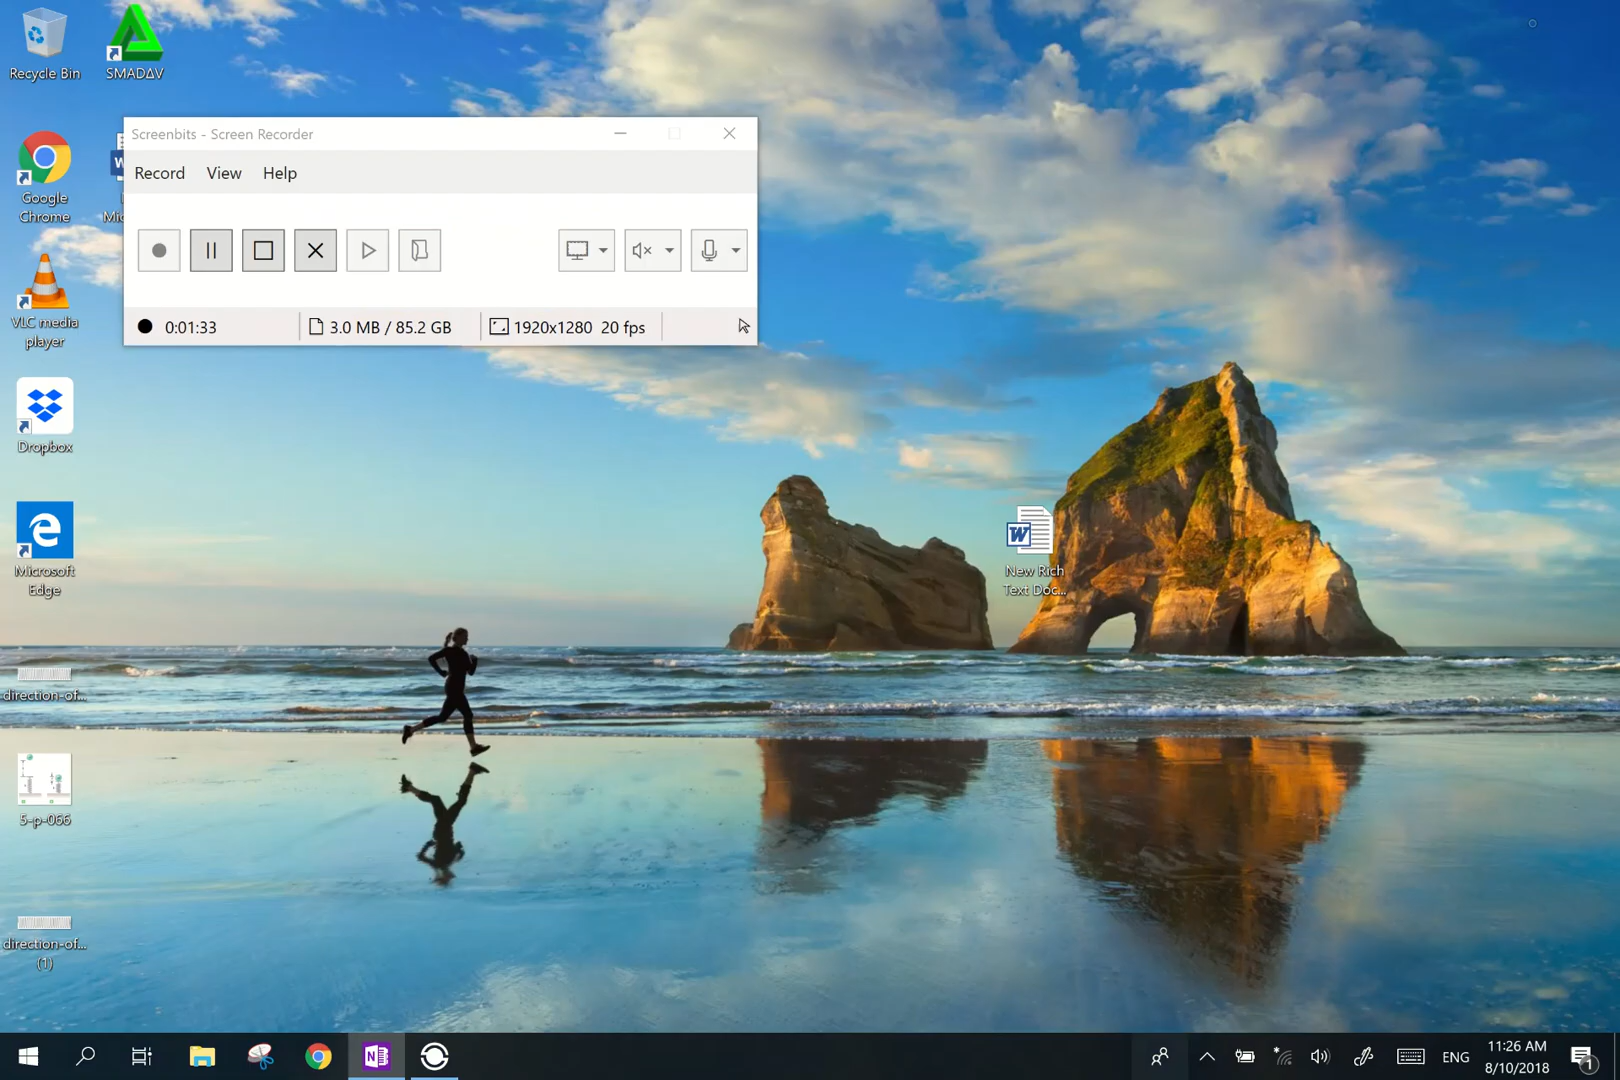 Recycle Bin
SMADΔV
Screenbits - Screen Recorder
Record View Help
0:01:33
3.0 MB / 85.2 GB
1920x1280 20 fps
Google
Chrome
VLC media
player
Dropbox
Microsoft
Edge
direction-of...
5-p-066
direction-of...
(1)
New Rich
Text Doc...
W
N
ENG
11:26 AM
8/10/2018
1